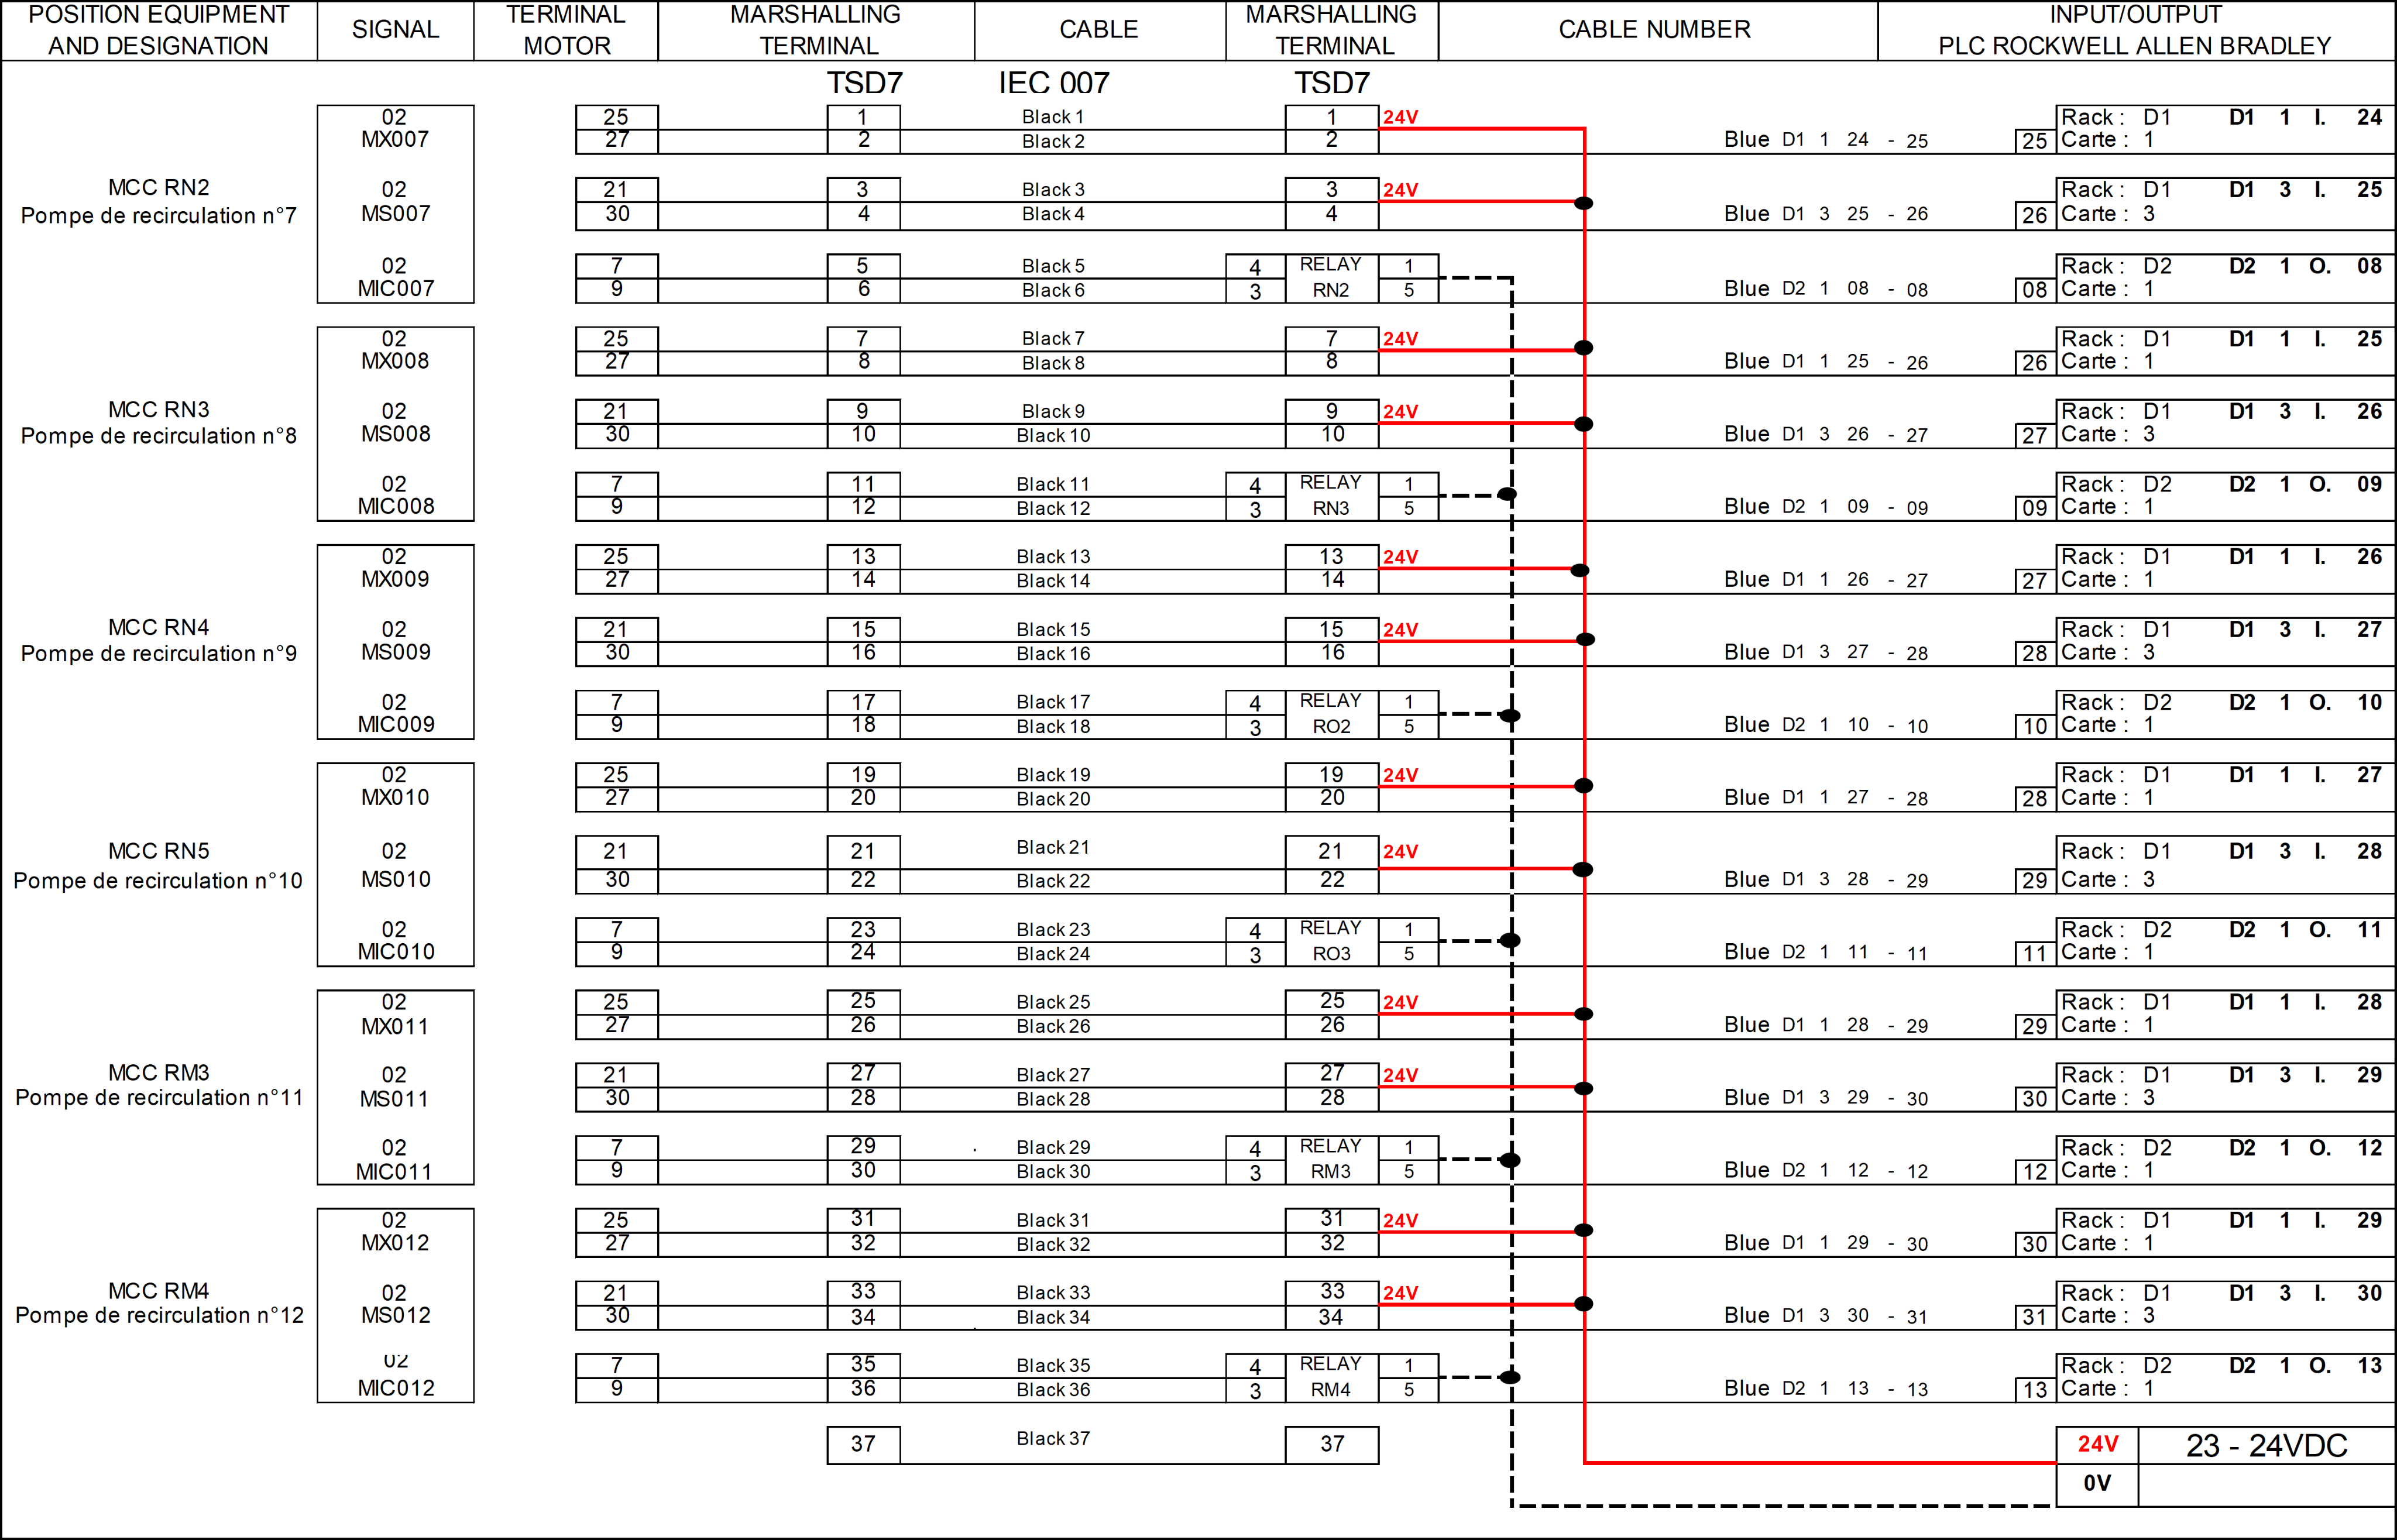 POSITION EQUIPMENT AND DESIGNATION | SIGNAL | TERMINAL MOTOR | MARSHALLING TERMINAL | CABLE | MARSHALLING TERMINAL | CABLE NUMBER | INPUT/OUTPUT PLC ROCKWELL ALLEN BRADLEY
TSD7 IEC 007 TSD7
02 25 1 Black 1 1 24V Rack : D1 D1 1 I. 24
MX007 27 2 Black 2 2 Blue D1 1 24 - 25 25 Carte : 1
MCC RN2 02 21 3 Black 3 3 24V Rack : D1 D1 3 I. 25
Pompe de recirculation n°7 MS007 30 4 Black 4 4 Blue D1 3 25 - 26 26 Carte : 3
02 7 5 Black 5 4 RELAY 1 Rack : D2 D2 1 O. 08
MIC007 9 6 Black 6 3 RN2 5 Blue D2 1 08 - 08 08 Carte : 1
02 25 7 Black 7 7 24V Rack : D1 D1 1 I. 25
MX008 27 8 Black 8 8 Blue D1 1 25 - 26 26 Carte : 1
MCC RN3 02 21 9 Black 9 9 24V Rack : D1 D1 3 I. 26
Pompe de recirculation n°8 MS008 30 10 Black 10 10 Blue D1 3 26 - 27 27 Carte : 3
02 7 11 Black 11 4 RELAY 1 Rack : D2 D2 1 O. 09
MIC008 9 12 Black 12 3 RN3 5 Blue D2 1 09 - 09 09 Carte : 1
02 25 13 Black 13 13 24V Rack : D1 D1 1 I. 26
MX009 27 14 Black 14 14 Blue D1 1 26 - 27 27 Carte : 1
MCC RN4 02 21 15 Black 15 15 24V Rack : D1 D1 3 I. 27
Pompe de recirculation n°9 MS009 30 16 Black 16 16 Blue D1 3 27 - 28 28 Carte : 3
02 7 17 Black 17 4 RELAY 1 Rack : D2 D2 1 O. 10
MIC009 9 18 Black 18 3 RO2 5 Blue D2 1 10 - 10 10 Carte : 1
02 25 19 Black 19 19 24V Rack : D1 D1 1 I. 27
MX010 27 20 Black 20 20 Blue D1 1 27 - 28 28 Carte : 1
MCC RN5 02 21 21 Black 21 21 24V Rack : D1 D1 3 I. 28
Pompe de recirculation n°10 MS010 30 22 Black 22 22 Blue D1 3 28 - 29 29 Carte : 3
02 7 23 Black 23 4 RELAY 1 Rack : D2 D2 1 O. 11
MIC010 9 24 Black 24 3 RO3 5 Blue D2 1 11 - 11 11 Carte : 1
02 25 25 Black 25 25 24V Rack : D1 D1 1 I. 28
MX011 27 26 Black 26 26 Blue D1 1 28 - 29 29 Carte : 1
MCC RM3 02 21 27 Black 27 27 24V Rack : D1 D1 3 I. 29
Pompe de recirculation n°11 MS011 30 28 Black 28 28 Blue D1 3 29 - 30 30 Carte : 3
02 7 29 Black 29 4 RELAY 1 Rack : D2 D2 1 O. 12
MIC011 9 30 Black 30 3 RM3 5 Blue D2 1 12 - 12 12 Carte : 1
02 25 31 Black 31 31 24V Rack : D1 D1 1 I. 29
MX012 27 32 Black 32 32 Blue D1 1 29 - 30 30 Carte : 1
MCC RM4 02 21 33 Black 33 33 24V Rack : D1 D1 3 I. 30
Pompe de recirculation n°12 MS012 30 34 Black 34 34 Blue D1 3 30 - 31 31 Carte : 3
02 7 35 Black 35 4 RELAY 1 Rack : D2 D2 1 O. 13
MIC012 9 36 Black 36 3 RM4 5 Blue D2 1 13 - 13 13 Carte : 1
37 Black 37 37 24V 23 - 24VDC
0V